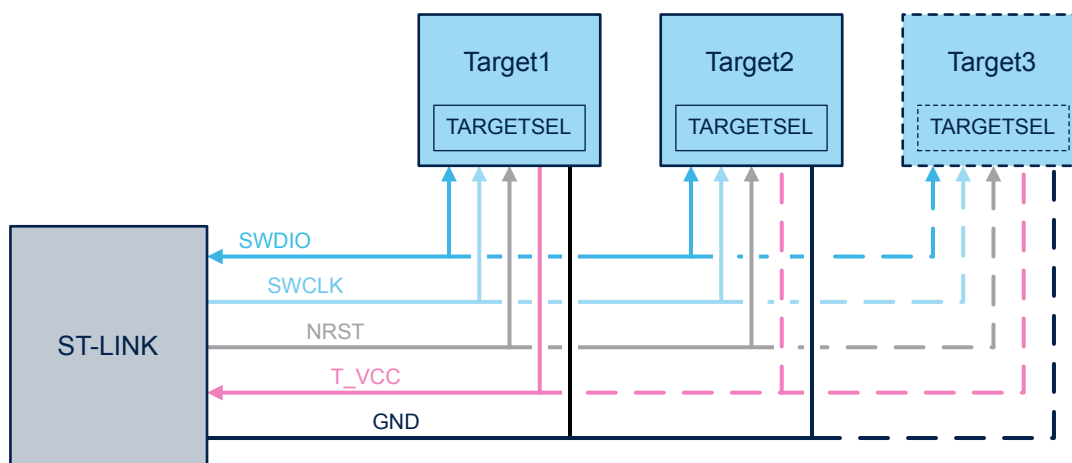 Target1
Target2
Target3
TARGETSEL
TARGETSEL
TARGETSEL
SWDIO
SWCLK
NRST
ST-LINK
T_VCC
GND